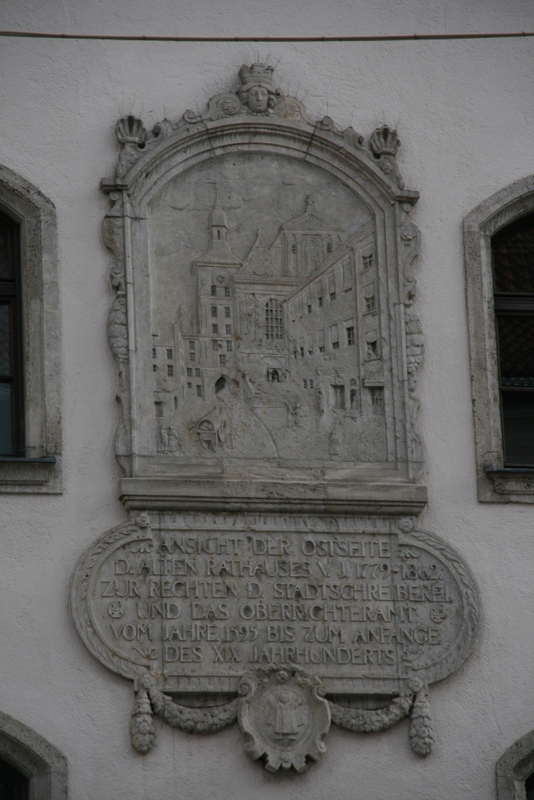 ANSICHT DER OSTSEITE
D. ALTEN RATHAUSES V. J. 1779-1862
ZUR RECHTEN D. STADTSCHREIBEREI
UND DAS OBERRICHTERAMT
VOM JAHRE 1595 BIS ZUM ANFANGE
DES XIX. JAHRHUNDERTS